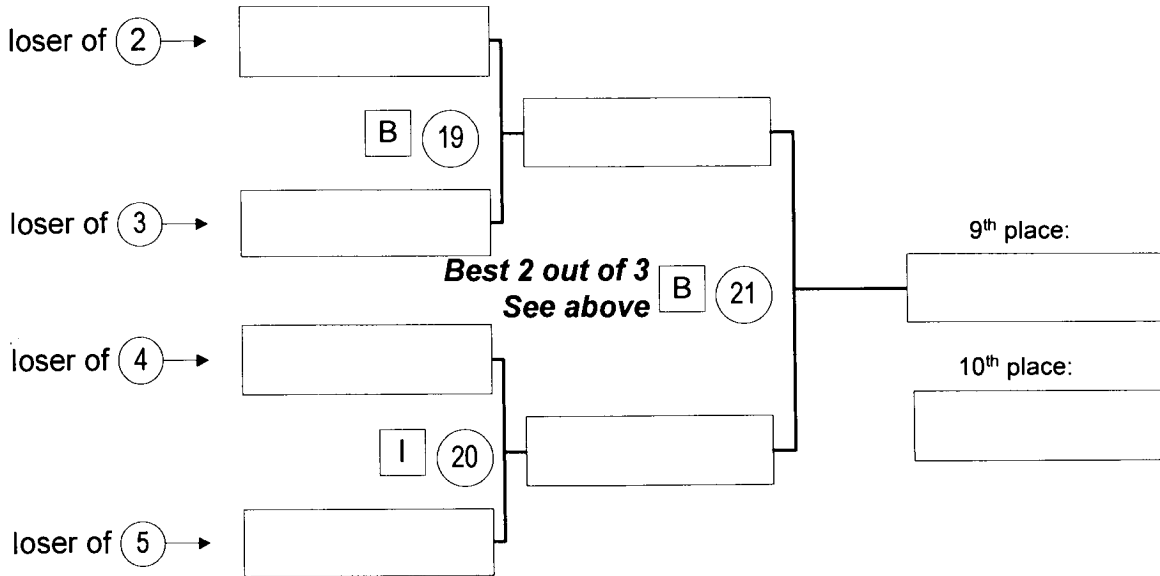 loser of 2
B 19
loser of 3
9th place:
Best 2 out of 3
See above
B 21
loser of 4
10th place:
I 20
loser of 5